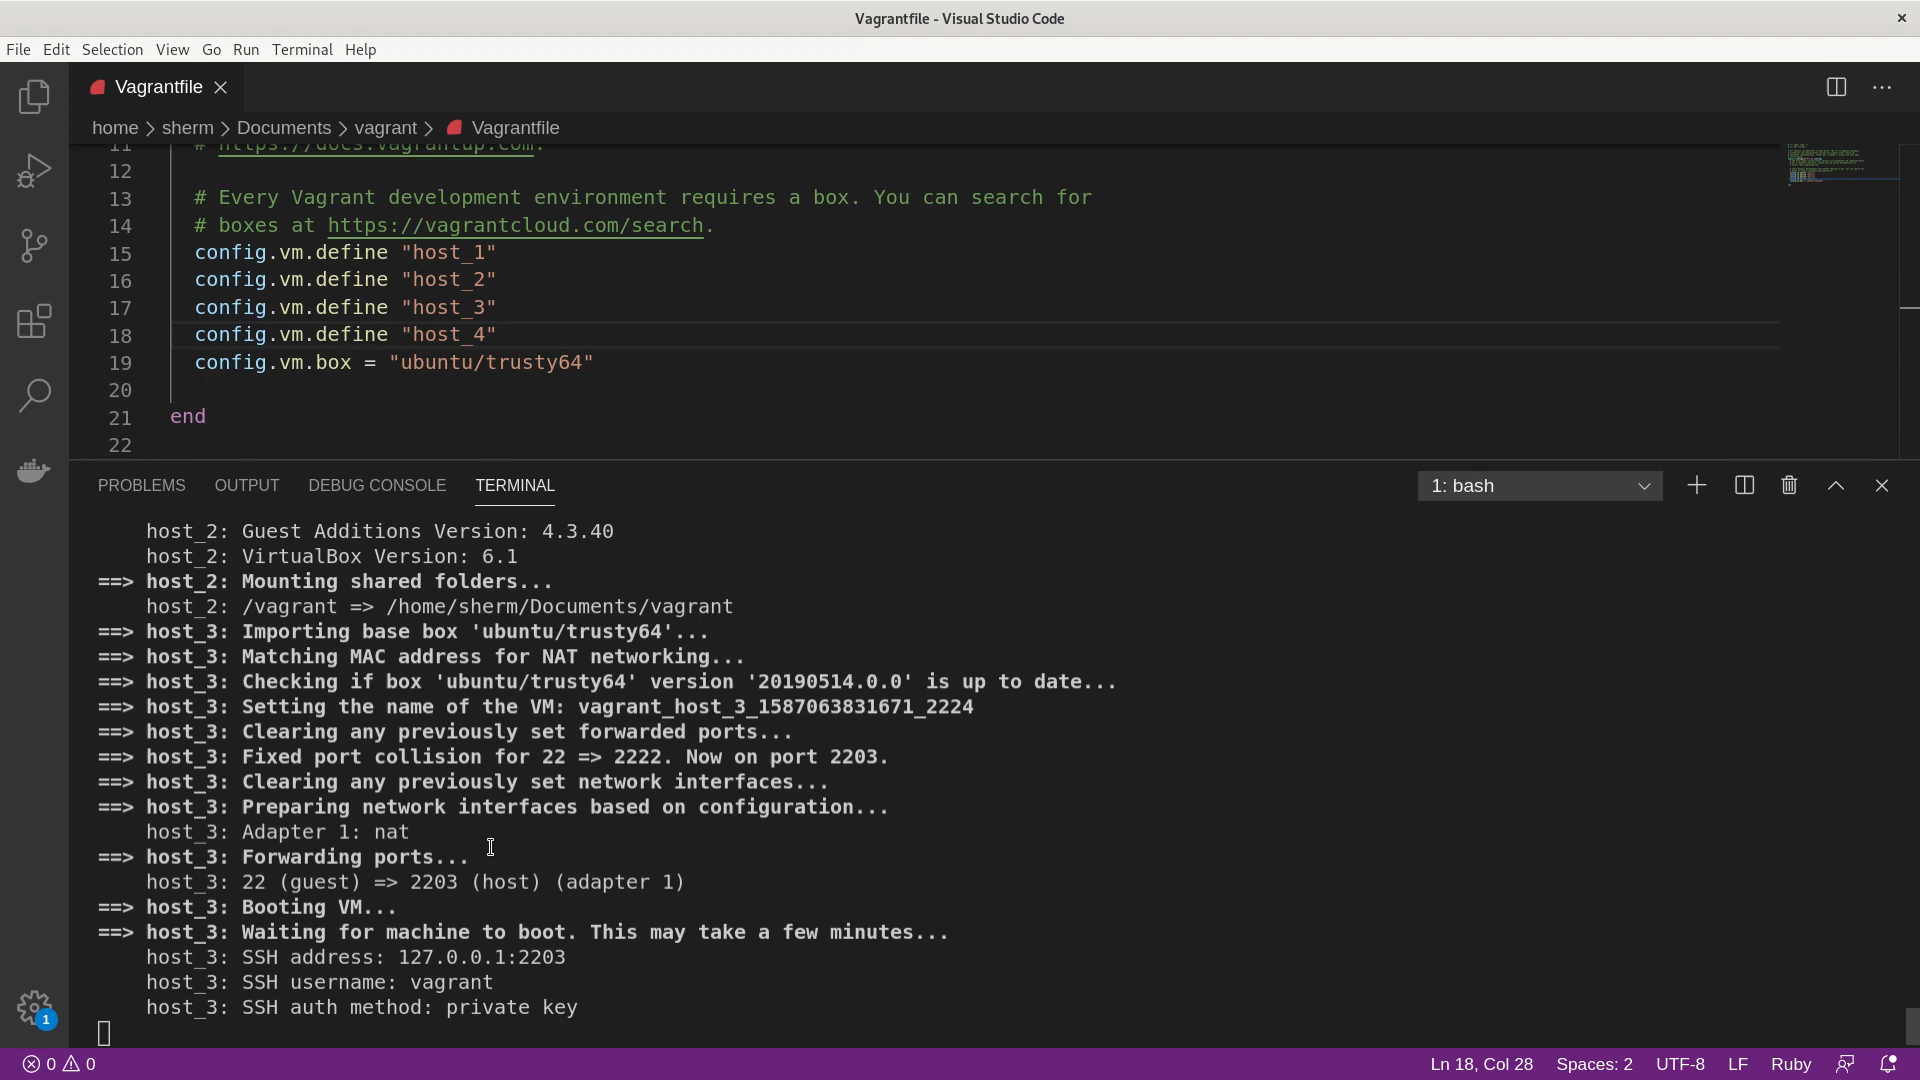 Vagrantfile - Visual Studio Code
File Edit Selection View Go Run Terminal Help
Vagrantfile
home > sherm > Documents > vagrant > Vagrantfile
11 # https://docs.vagrantup.com.
12
13 # Every Vagrant development environment requires a box. You can search for
14 # boxes at https://vagrantcloud.com/search.
15 config.vm.define "host_1"
16 config.vm.define "host_2"
17 config.vm.define "host_3"
18 config.vm.define "host_4"
19 config.vm.box = "ubuntu/trusty64"
20
21 end
22
PROBLEMS OUTPUT DEBUG CONSOLE TERMINAL 1: bash
host_2: Guest Additions Version: 4.3.40
host_2: VirtualBox Version: 6.1
==> host_2: Mounting shared folders...
host_2: /vagrant => /home/sherm/Documents/vagrant
==> host_3: Importing base box 'ubuntu/trusty64'...
==> host_3: Matching MAC address for NAT networking...
==> host_3: Checking if box 'ubuntu/trusty64' version '20190514.0.0' is up to date...
==> host_3: Setting the name of the VM: vagrant_host_3_1587063831671_2224
==> host_3: Clearing any previously set forwarded ports...
==> host_3: Fixed port collision for 22 => 2222. Now on port 2203.
==> host_3: Clearing any previously set network interfaces...
==> host_3: Preparing network interfaces based on configuration...
host_3: Adapter 1: nat
==> host_3: Forwarding ports...
host_3: 22 (guest) => 2203 (host) (adapter 1)
==> host_3: Booting VM...
==> host_3: Waiting for machine to boot. This may take a few minutes...
host_3: SSH address: 127.0.0.1:2203
host_3: SSH username: vagrant
host_3: SSH auth method: private key
1
0 0 Ln 18, Col 28 Spaces: 2 UTF-8 LF Ruby